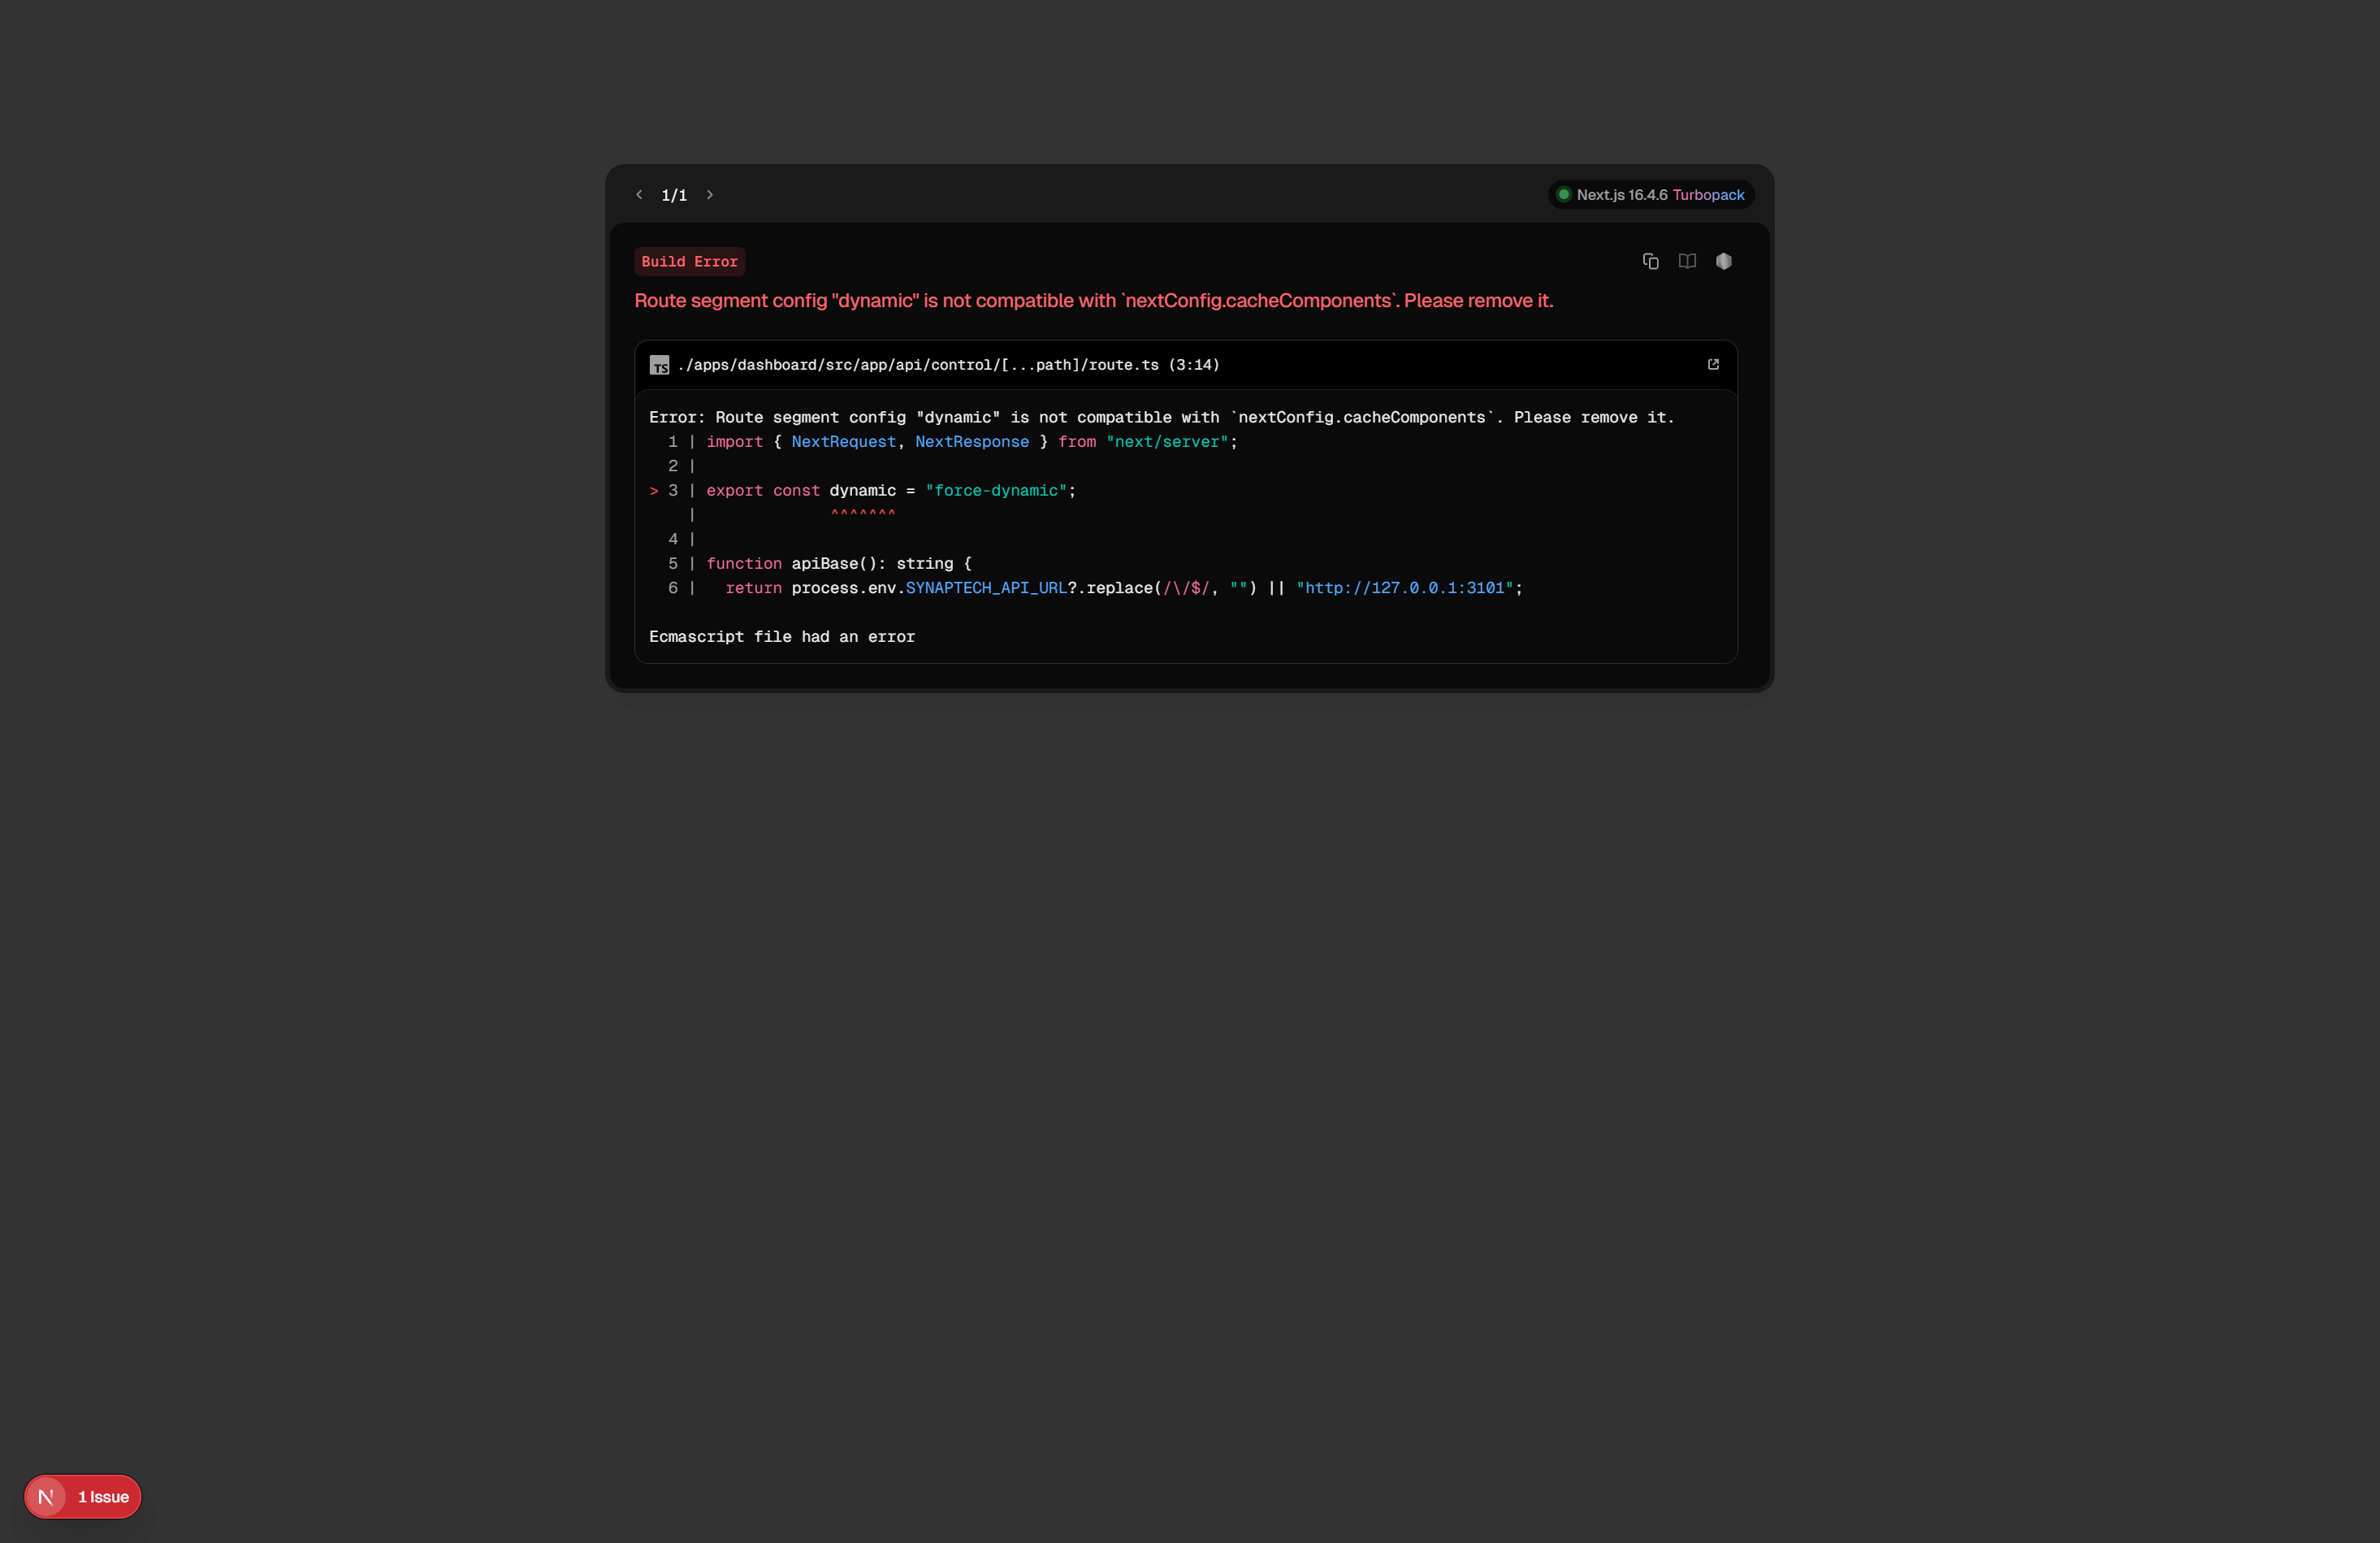 1/1
Next.js 16.4.6 Turbopack
Build Error
Route segment config "dynamic" is not compatible with `nextConfig.cacheComponents`. Please remove it.
TS ./apps/dashboard/src/app/api/control/[...path]/route.ts (3:14)
Error: Route segment config "dynamic" is not compatible with `nextConfig.cacheComponents`. Please remove it.
  1 | import { NextRequest, NextResponse } from "next/server";
  2 |
> 3 | export const dynamic = "force-dynamic";
    |              ^^^^^^^
  4 |
  5 | function apiBase(): string {
  6 |   return process.env.SYNAPTECH_API_URL?.replace(/\/$/, "") || "http://127.0.0.1:3101";
Ecmascript file had an error
N 1 Issue